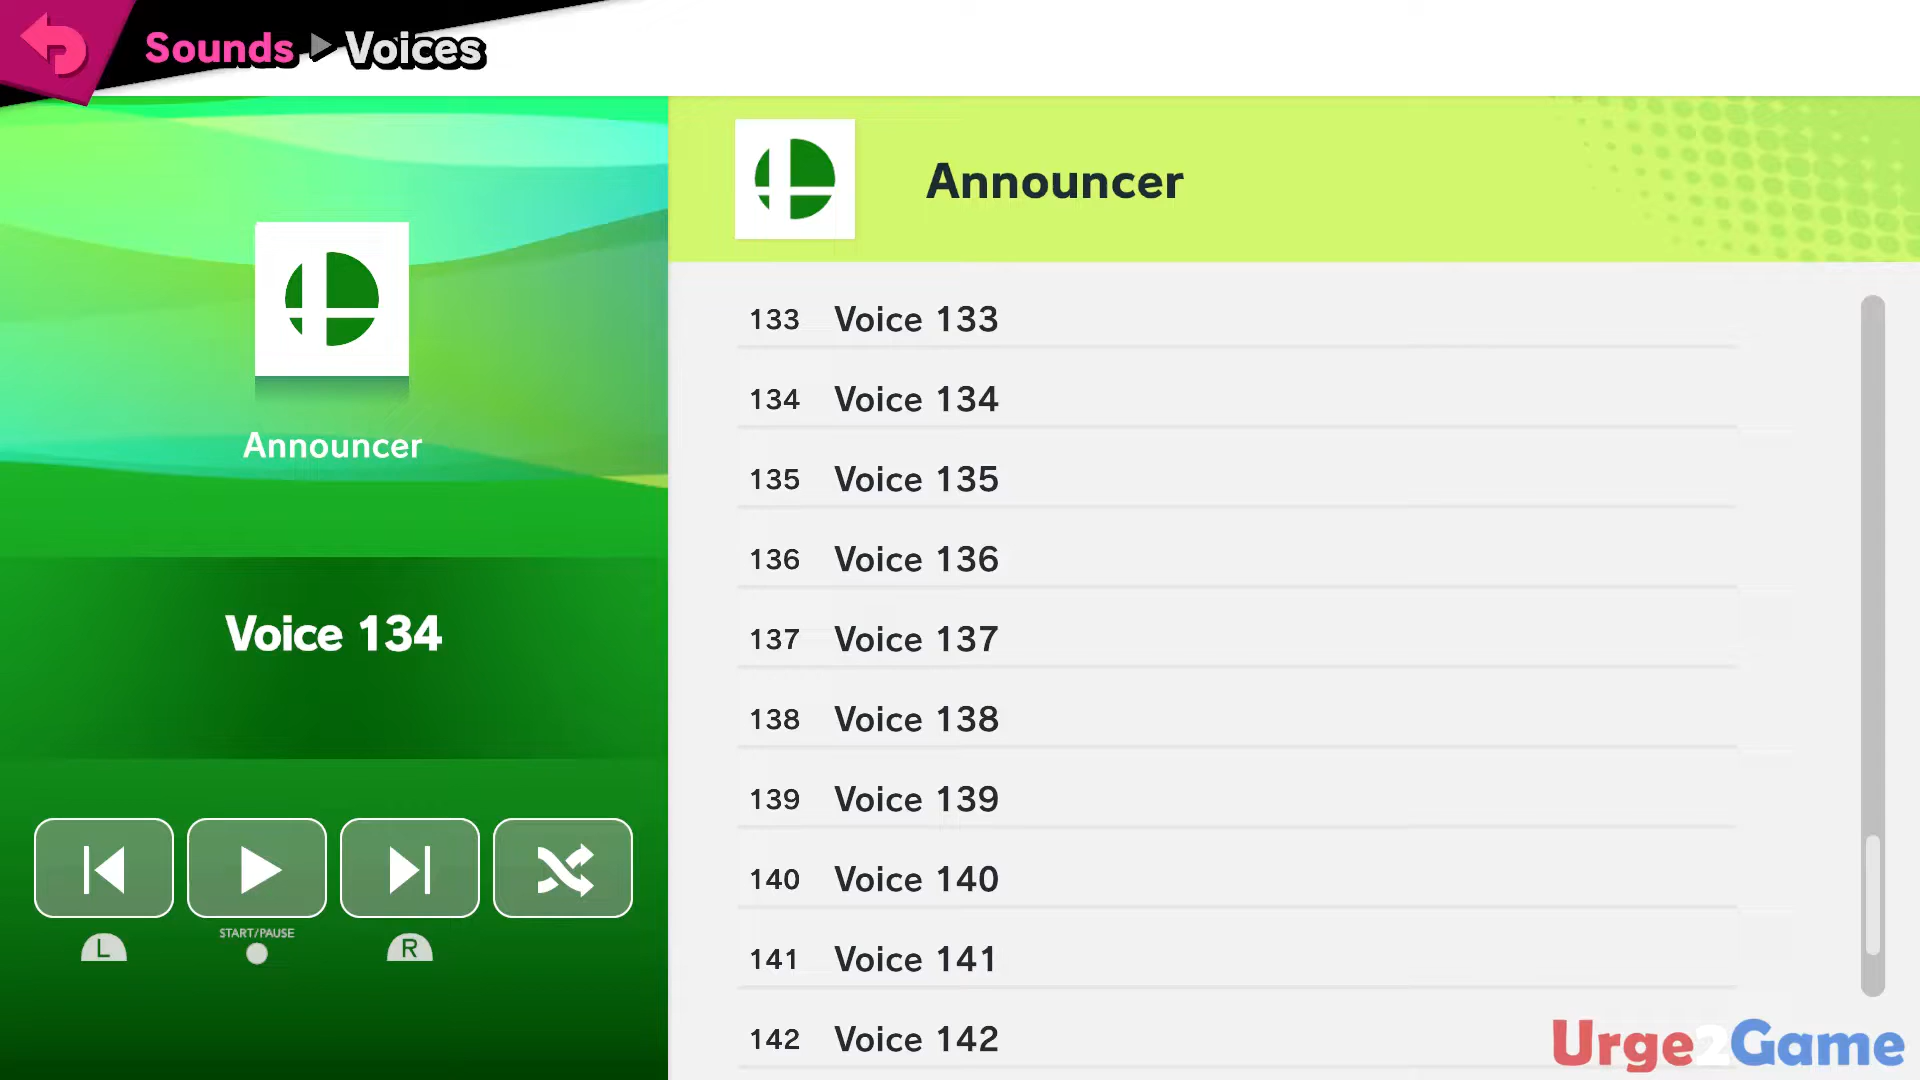 Sounds ▶ Voices
Announcer
Voice 134
L
START/PAUSE
R
Announcer
133 Voice 133
134 Voice 134
135 Voice 135
136 Voice 136
137 Voice 137
138 Voice 138
139 Voice 139
140 Voice 140
141 Voice 141
142 Voice 142
Urge2Game